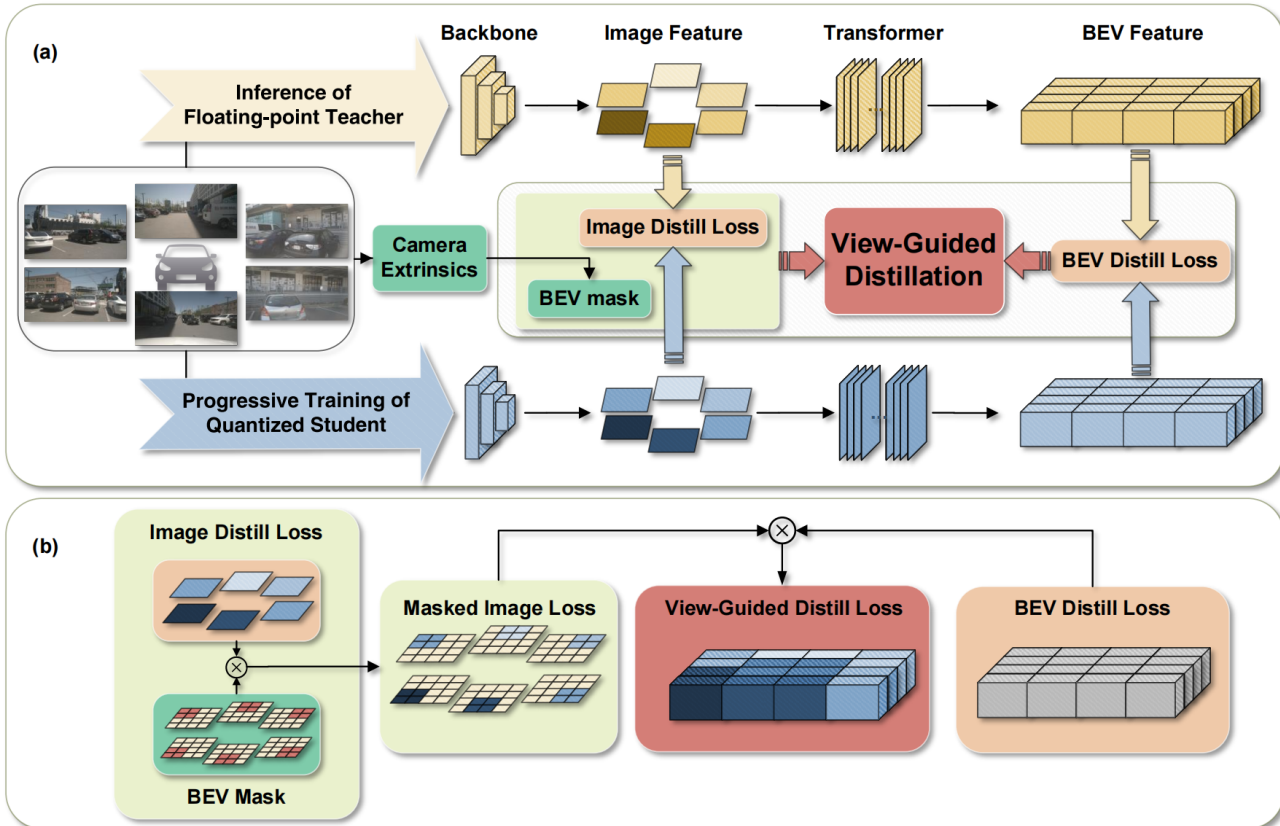 (a)
Backbone
Image Feature
Transformer
BEV Feature
Inference of
Floating-point Teacher
Camera
Extrinsics
Image Distill Loss
BEV mask
View-Guided
Distillation
BEV Distill Loss
Progressive Training of
Quantized Student
(b)
Image Distill Loss
BEV Mask
Masked Image Loss
View-Guided Distill Loss
BEV Distill Loss